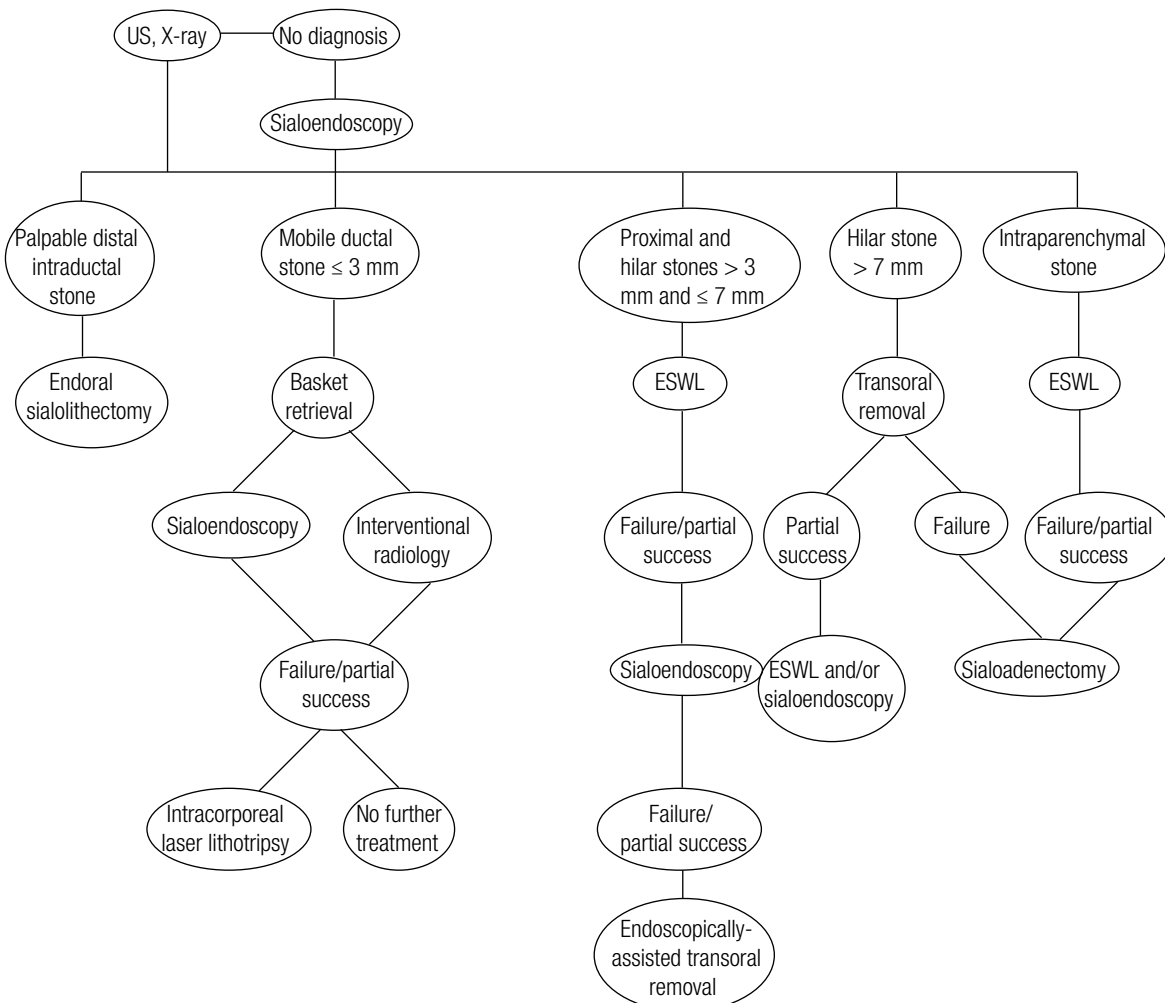 US, X-ray
No diagnosis
Sialoendoscopy
Palpable distal
intraductal
stone
Mobile ductal
stone ≤ 3 mm
Proximal and
hilar stones > 3
mm and ≤ 7 mm
Hilar stone
> 7 mm
Intraparenchymal
stone
Endoral
sialolithectomy
Basket
retrieval
ESWL
Transoral
removal
ESWL
Sialoendoscopy
Interventional
radiology
Failure/partial
success
Partial
success
Failure
Failure/partial
success
Failure/partial
success
Sialoendoscopy
ESWL and/or
sialoendoscopy
Sialoadenectomy
Intracorporeal
laser lithotripsy
No further
treatment
Failure/
partial success
Endoscopically-
assisted transoral
removal